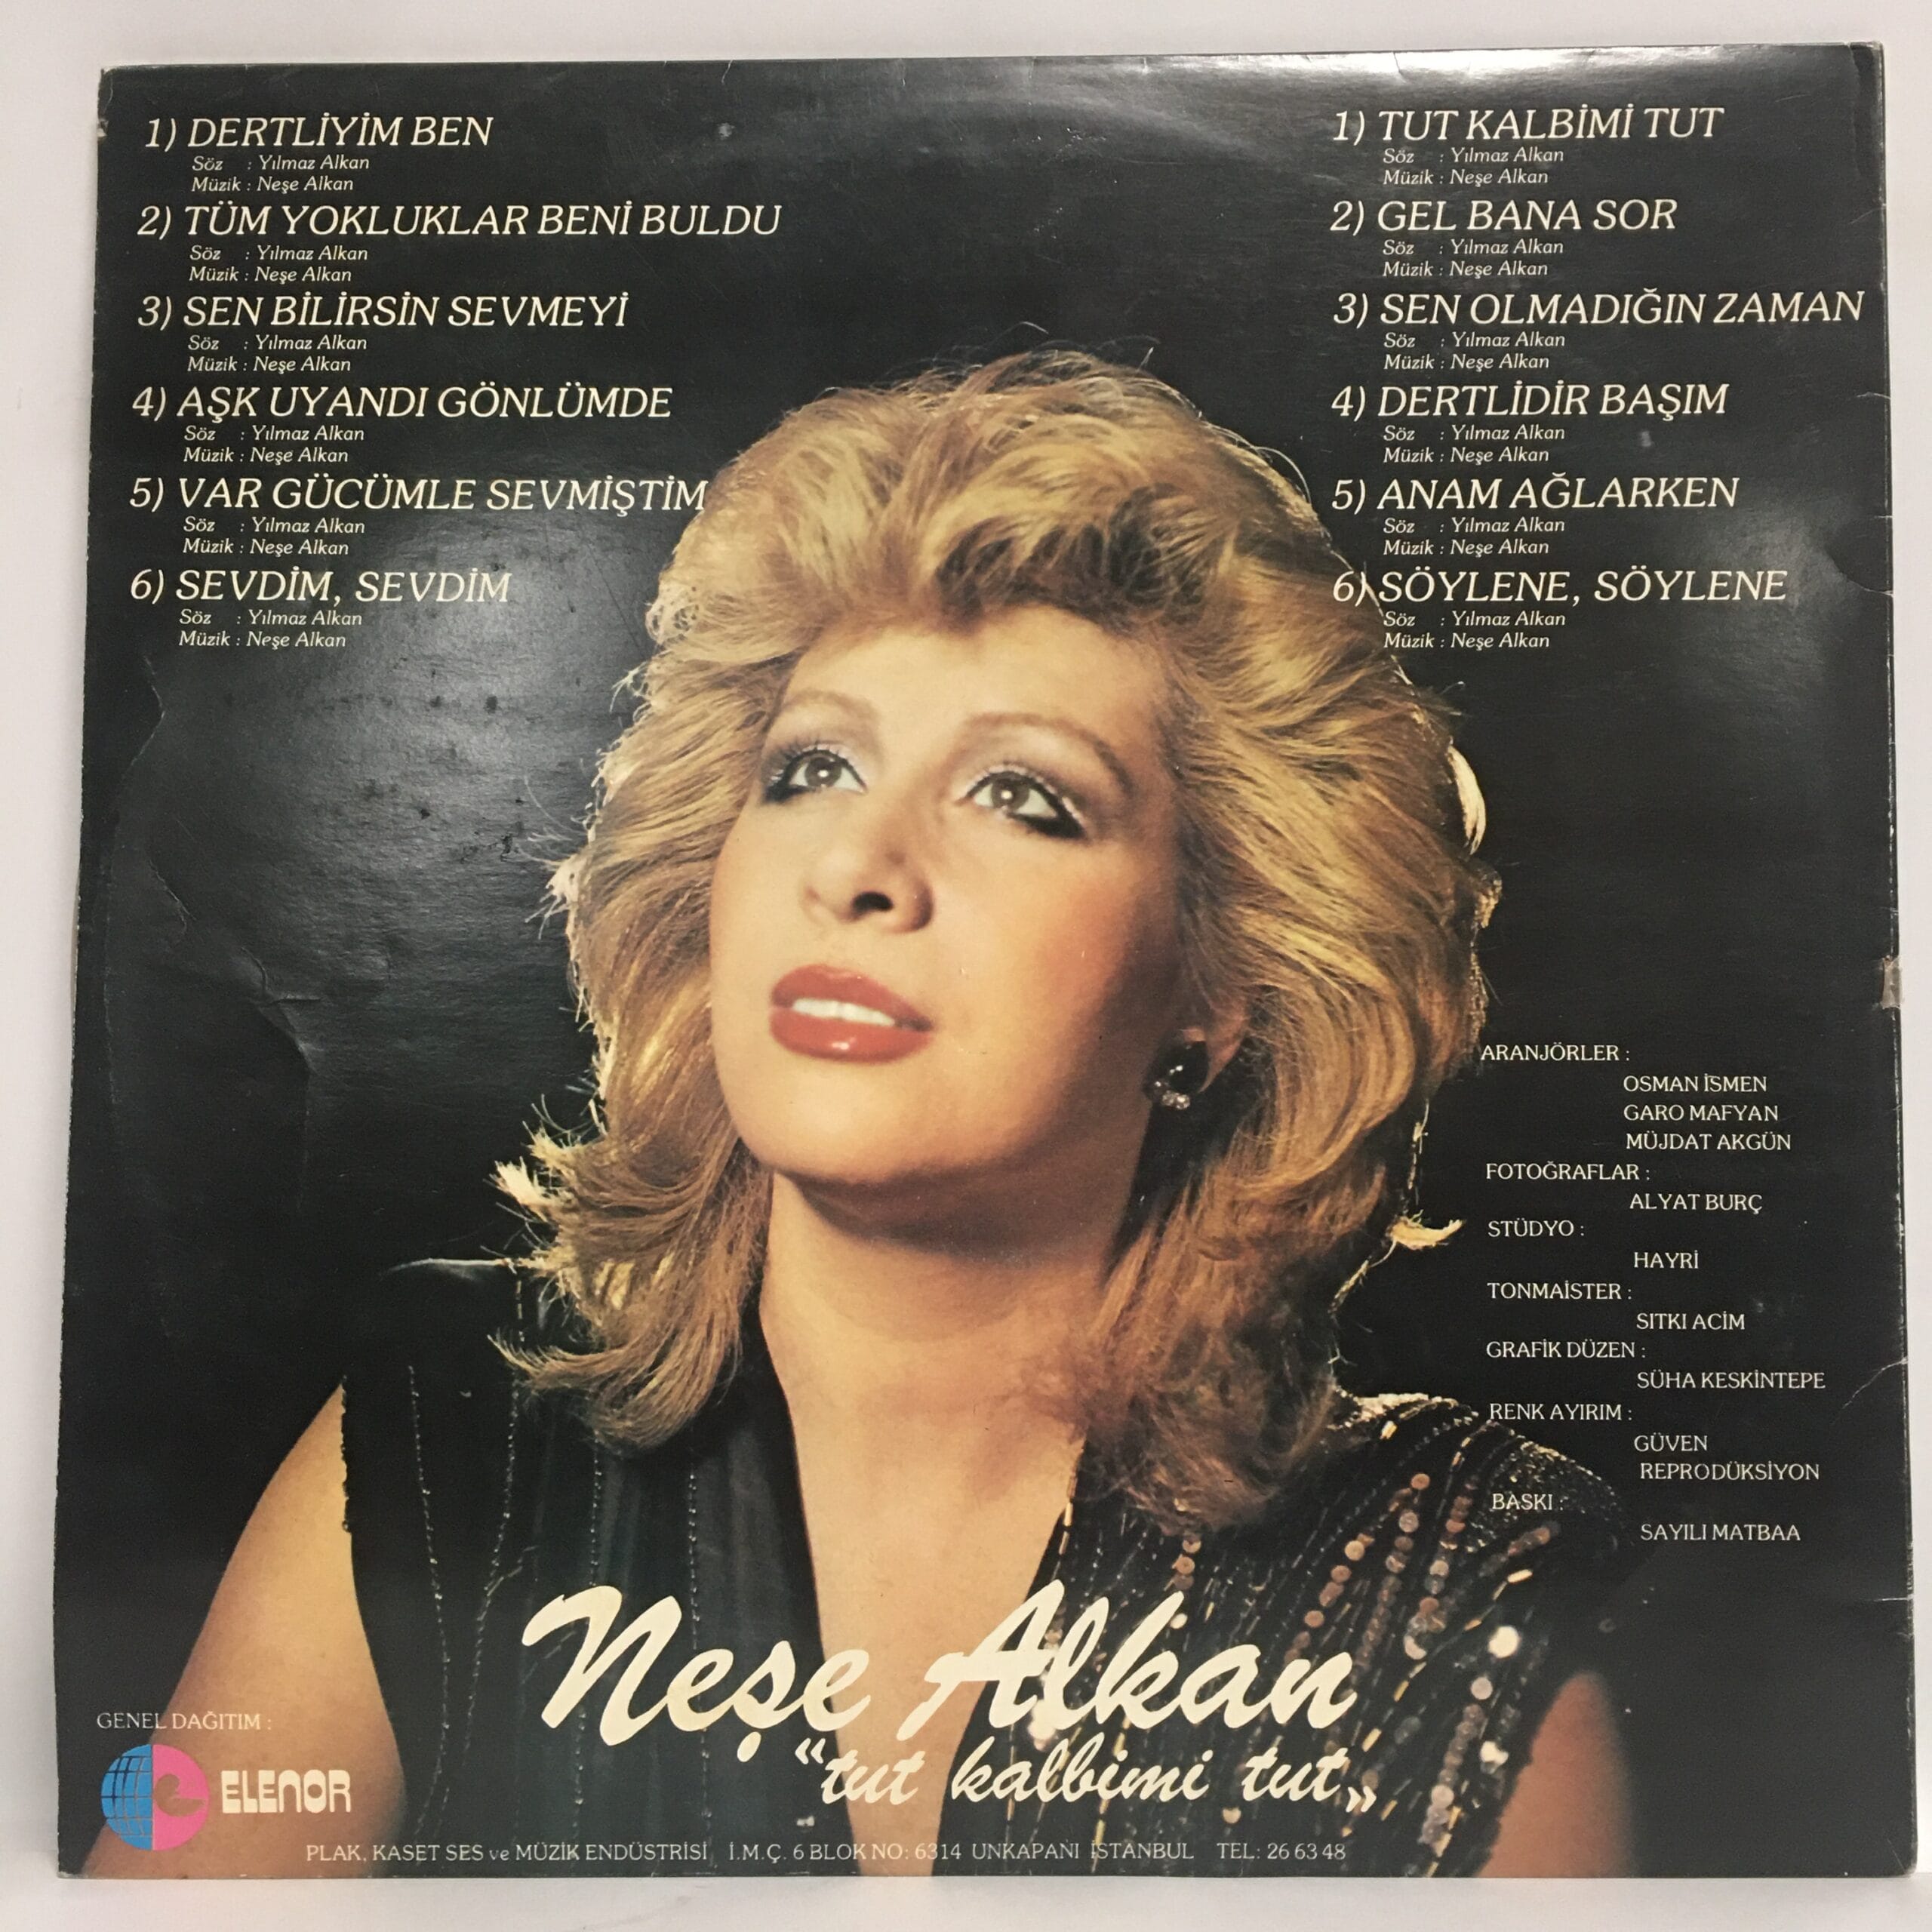 1) DERTLİYİM BEN
Söz : Yılmaz Alkan
Müzik : Neşe Alkan
2) TÜM YOKLUKLAR BENİ BULDU
Söz : Yılmaz Alkan
Müzik : Neşe Alkan
3) SEN BİLİRSİN SEVMEYİ
Söz : Yılmaz Alkan
Müzik : Neşe Alkan
4) AŞK UYANDI GÖNLÜMDE
Söz : Yılmaz Alkan
Müzik : Neşe Alkan
5) VAR GÜCÜMLE SEVMİŞTİM
Söz : Yılmaz Alkan
Müzik : Neşe Alkan
6) SEVDİM, SEVDİM
Söz : Yılmaz Alkan
Müzik : Neşe Alkan
1) TUT KALBİMİ TUT
Söz : Yılmaz Alkan
Müzik : Neşe Alkan
2) GEL BANA SOR
Söz : Yılmaz Alkan
Müzik : Neşe Alkan
3) SEN OLMADIĞIN ZAMAN
Söz : Yılmaz Alkan
Müzik : Neşe Alkan
4) DERTLİDİR BAŞIM
Söz : Yılmaz Alkan
Müzik : Neşe Alkan
5) ANAM AĞLARKEN
Söz : Yılmaz Alkan
Müzik : Neşe Alkan
6) SÖYLENE, SÖYLENE
Söz : Yılmaz Alkan
Müzik : Neşe Alkan
ARANJÖRLER :
OSMAN İSMEN
GARO MAFYAN
MÜJDAT AKGÜN
FOTOĞRAFLAR :
ALYAT BURÇ
STÜDYO :
HAYRİ
TONMAİSTER :
SITKI ACİM
GRAFİK DÜZEN :
SÜHA KESKİNTEPE
RENK AYIRIM :
GÜVEN
REPRODÜKSİYON
BASKI :
SAYILI MATBAA
Neşe Alkan
"tut kalbimi tut„
GENEL DAĞITIM :
ELENOR
PLAK, KASET SES ve MÜZİK ENDÜSTRİSİ İ.M.Ç. 6 BLOK NO: 6314 UNKAPANI İSTANBUL TEL: 26 63 48